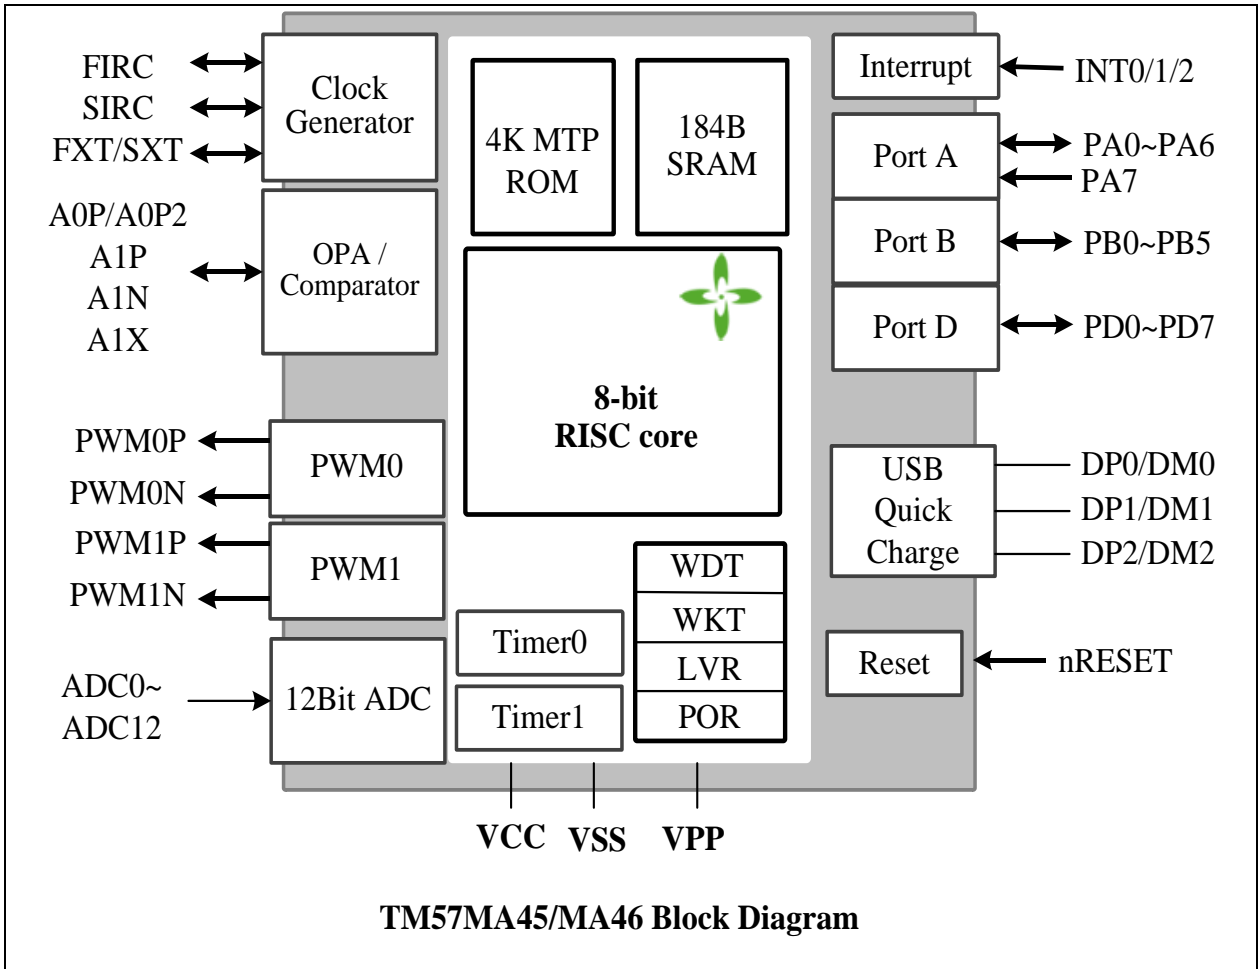 FIRC
SIRC
FXT/SXT
Clock
Generator
A0P/A0P2
A1P
A1N
A1X
OPA /
Comparator
PWM0P
PWM0N
PWM0
PWM1P
PWM1N
PWM1
ADC0~
ADC12
12Bit ADC
4K MTP
ROM
184B
SRAM
8-bit
RISC core
Timer0
Timer1
WDT
WKT
LVR
POR
Interrupt
INT0/1/2
Port A
PA0~PA6
PA7
Port B
PB0~PB5
Port D
PD0~PD7
USB
Quick
Charge
DP0/DM0
DP1/DM1
DP2/DM2
Reset
nRESET
VCC
VSS
VPP
TM57MA45/MA46 Block Diagram